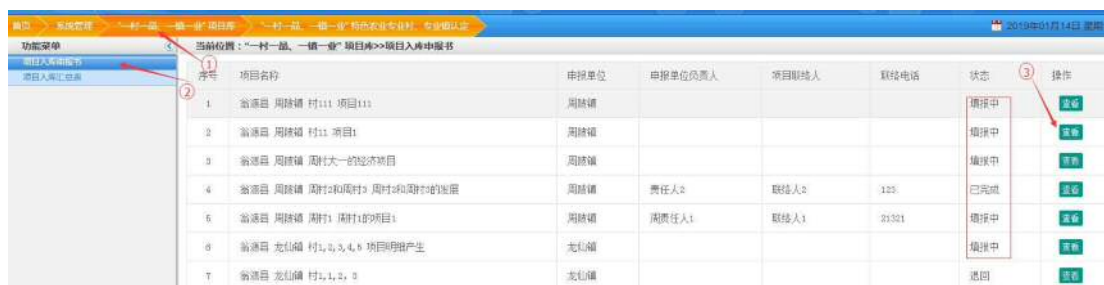 首页 系统管理 “一村一品、一镇一业”项目库 “一村一品、一镇一业”特色农业专业村、专业镇认定 2019年01月14日 星期
功能菜单 当前位置：“一村一品、一镇一业”项目库>>项目入库申报书
项目入库申报书
项目入库汇总表
① ② ③
序号 项目名称 申报单位 申报单位负责人 项目联络人 联络电话 状态 操作
1 翁源县 周陂镇 村111 项目111 周陂镇 填报中 查看
2 翁源县 周陂镇 村11 项目1 周陂镇 填报中 查看
3 翁源县 周陂镇 周村大一的经济项目 周陂镇 填报中 查看
4 翁源县 周陂镇 周村2和周村3 周村2和周村3的发展 周陂镇 责任人2 联络人2 123 已完成 查看
5 翁源县 周陂镇 周村1 周村1的项目1 周陂镇 周责任人1 联络人1 21321 填报中 查看
6 翁源县 龙仙镇 村1,2,3,4,5 项目明细产生 龙仙镇 填报中 查看
7 翁源县 龙仙镇 村1,1,2，3 龙仙镇 退回 查看